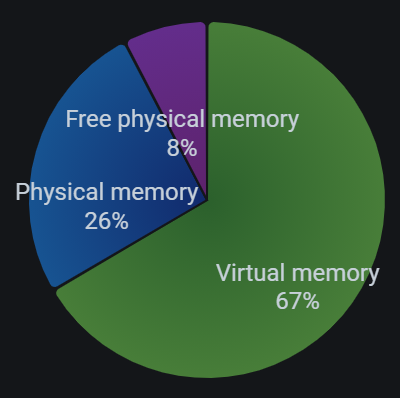 Free physical memory
8%
Physical memory
26%
Virtual memory
67%